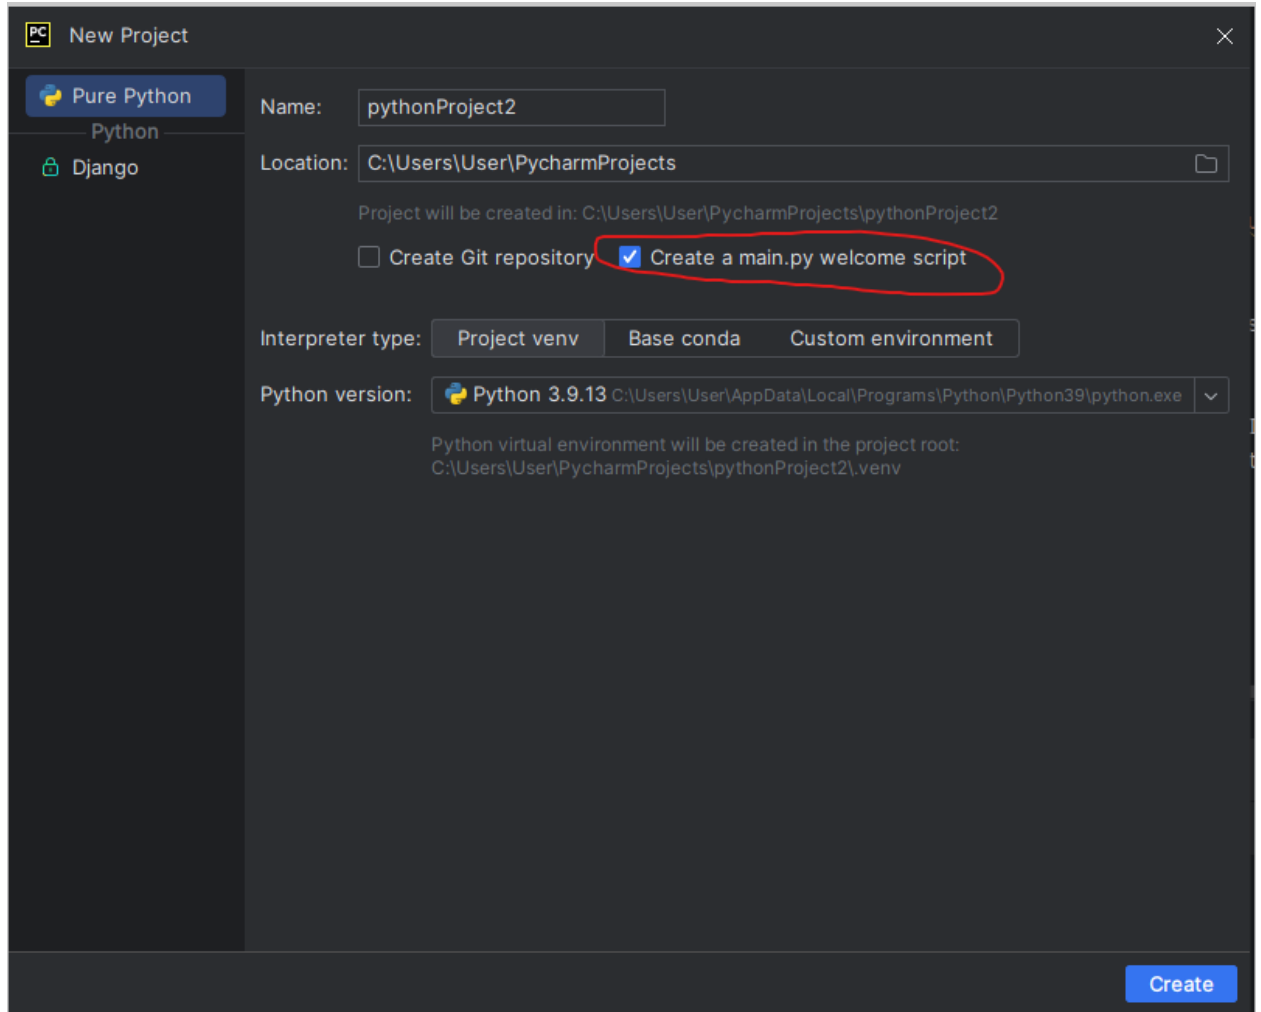 PC New Project
Pure Python
Python
Django
Name: pythonProject2
Location: C:\Users\User\PycharmProjects
Project will be created in: C:\Users\User\PycharmProjects\pythonProject2
Create Git repository Create a main.py welcome script
Interpreter type: Project venv Base conda Custom environment
Python version: Python 3.9.13 C:\Users\User\AppData\Local\Programs\Python\Python39\python.exe
Python virtual environment will be created in the project root:
C:\Users\User\PycharmProjects\pythonProject2\.venv
Create